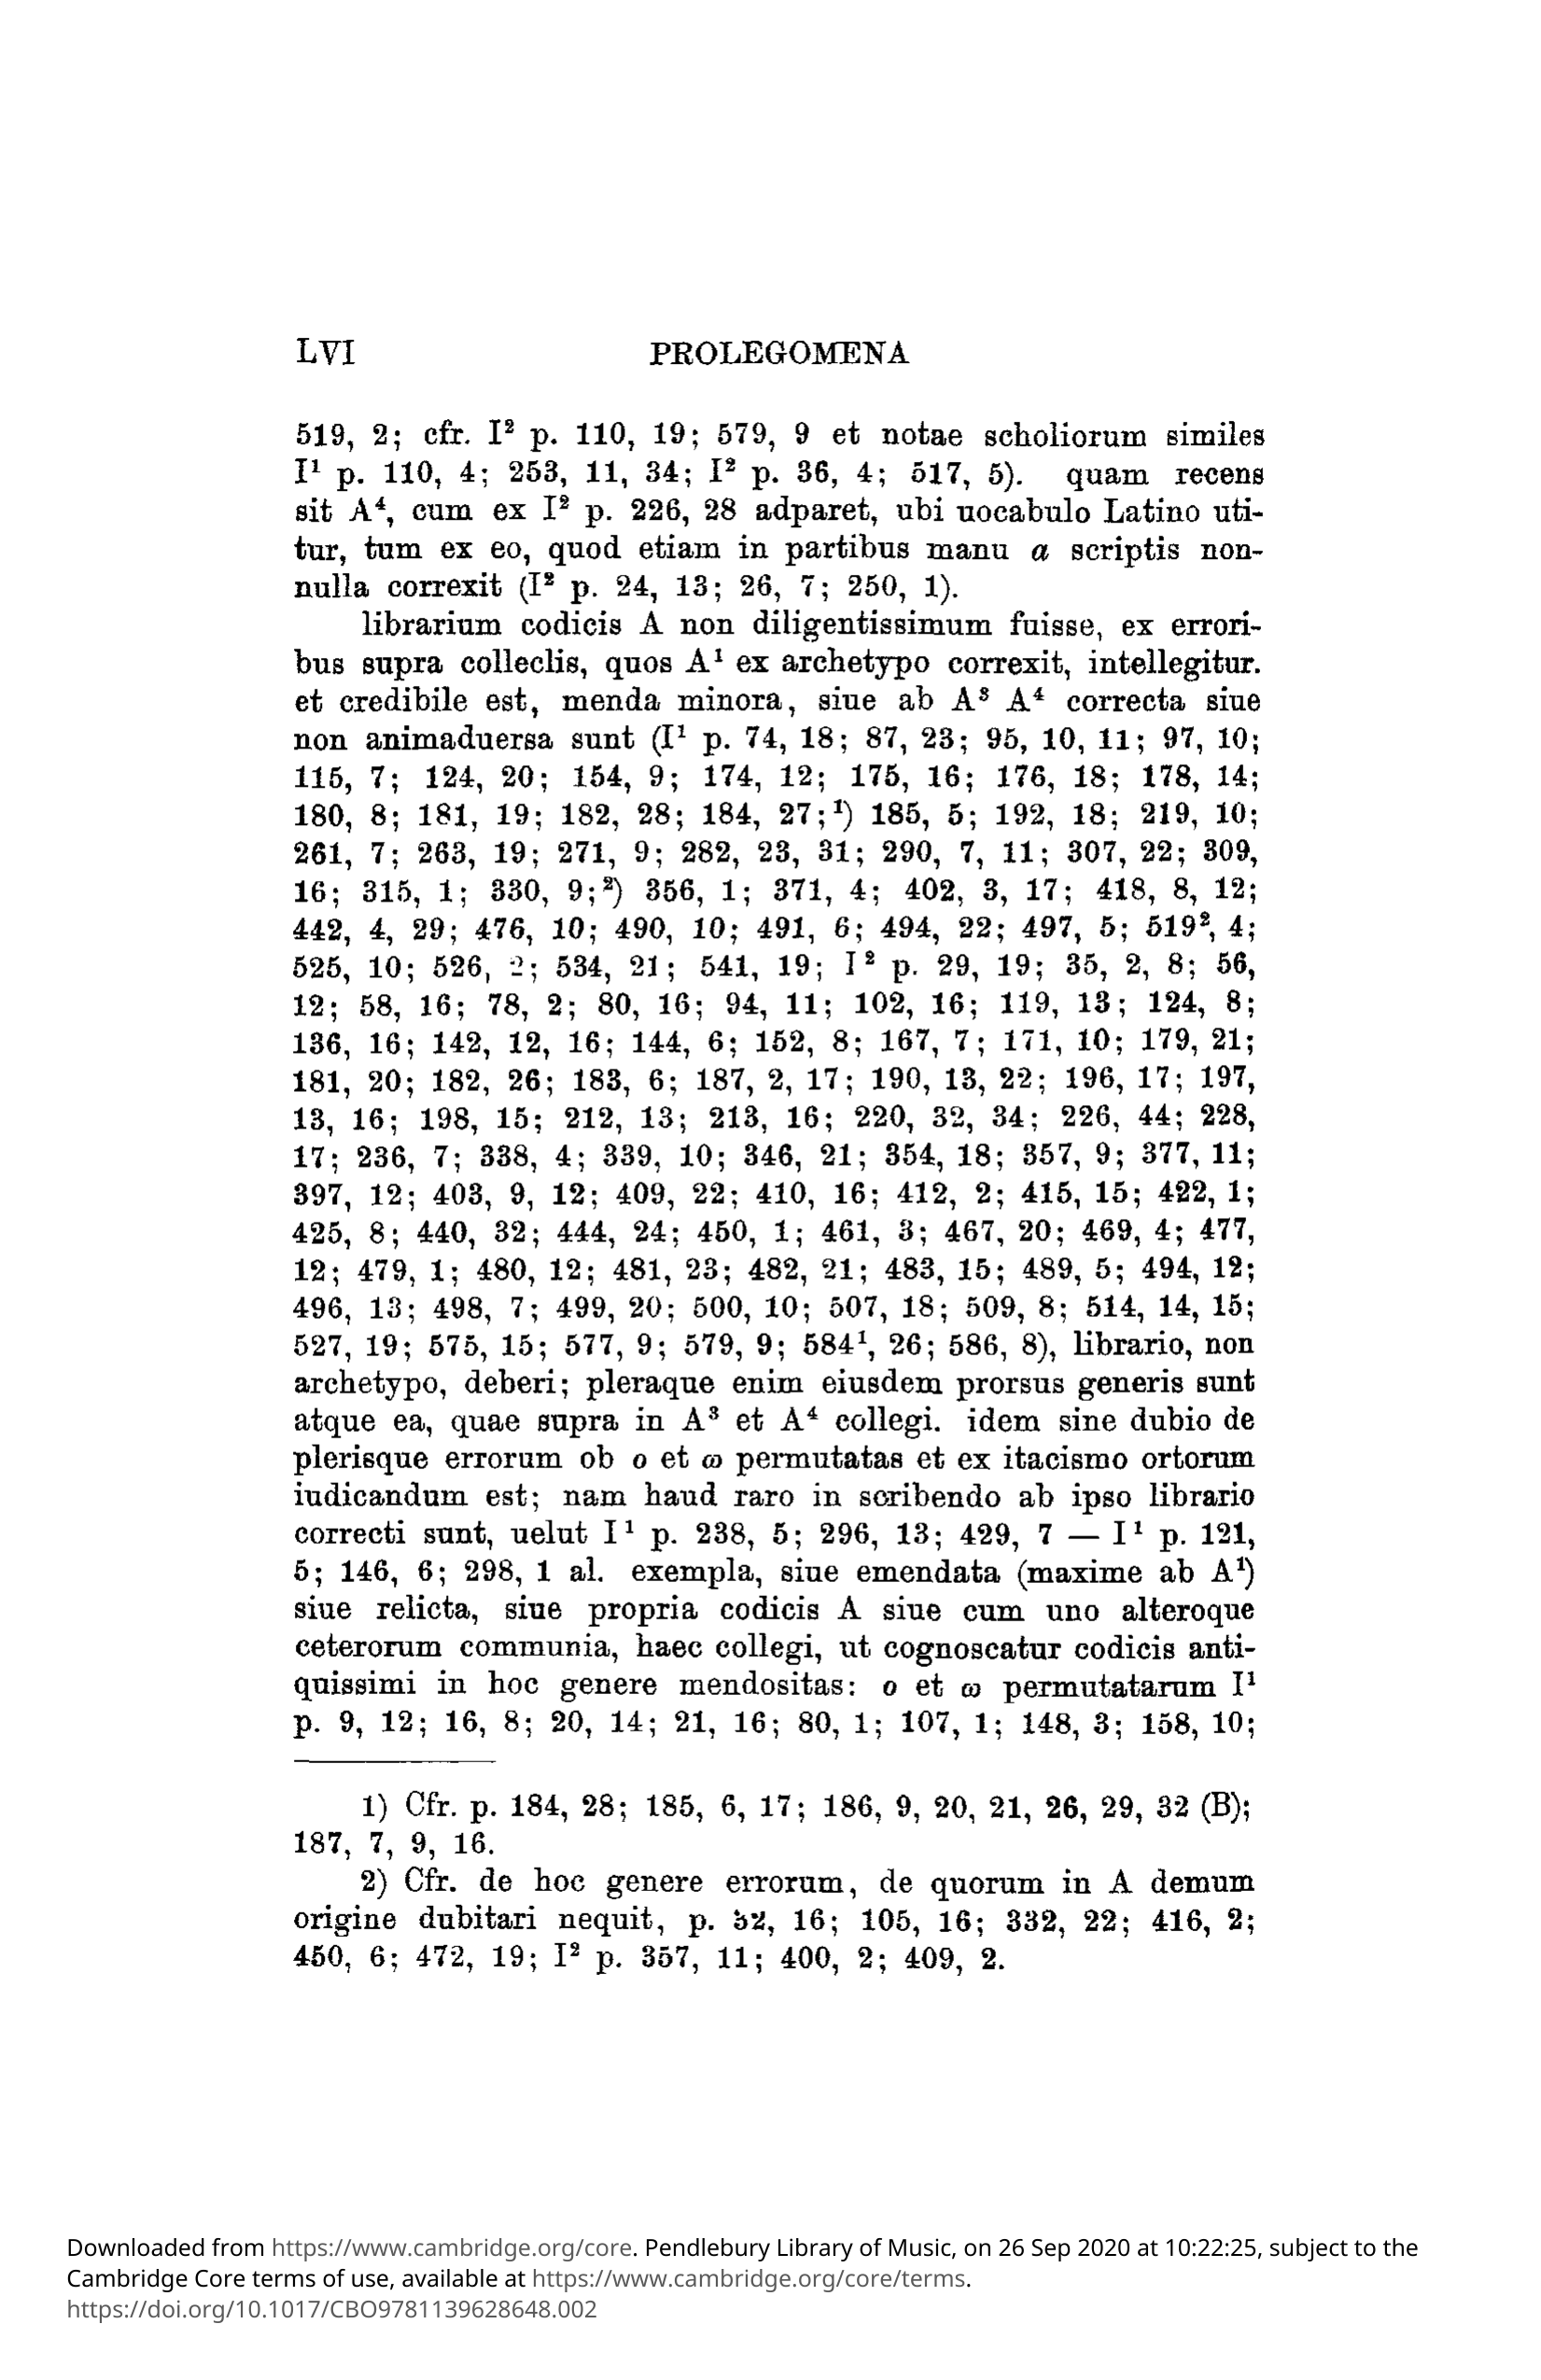 LVI PROLEGOMENA
519, 2; cfr. I² p. 110, 19; 579, 9 et notae scholiorum similes
I¹ p. 110, 4; 253, 11, 34; I² p. 36, 4; 517, 5). quam recens
sit A⁴, cum ex I² p. 226, 28 adparet, ubi uocabulo Latino uti-
tur, tum ex eo, quod etiam in partibus manu a scriptis non-
nulla correxit (I² p. 24, 13; 26, 7; 250, 1).
librarium codicis A non diligentissimum fuisse, ex errori-
bus supra colleclis, quos A¹ ex archetypo correxit, intellegitur.
et credibile est, menda minora, siue ab A³ A⁴ correcta siue
non animaduersa sunt (I¹ p. 74, 18; 87, 23; 95, 10, 11; 97, 10;
115, 7; 124, 20; 154, 9; 174, 12; 175, 16; 176, 18; 178, 14;
180, 8; 181, 19; 182, 28; 184, 27;¹) 185, 5; 192, 18; 219, 10;
261, 7; 263, 19; 271, 9; 282, 23, 31; 290, 7, 11; 307, 22; 309,
16; 315, 1; 330, 9;²) 356, 1; 371, 4; 402, 3, 17; 418, 8, 12;
442, 4, 29; 476, 10; 490, 10; 491, 6; 494, 22; 497, 5; 519², 4;
525, 10; 526, 2; 534, 21; 541, 19; I² p. 29, 19; 35, 2, 8; 56,
12; 58, 16; 78, 2; 80, 16; 94, 11; 102, 16; 119, 13; 124, 8;
136, 16; 142, 12, 16; 144, 6; 152, 8; 167, 7; 171, 10; 179, 21;
181, 20; 182, 26; 183, 6; 187, 2, 17; 190, 13, 22; 196, 17; 197,
13, 16; 198, 15; 212, 13; 213, 16; 220, 32, 34; 226, 44; 228,
17; 236, 7; 338, 4; 339, 10; 346, 21; 354, 18; 357, 9; 377, 11;
397, 12; 403, 9, 12; 409, 22; 410, 16; 412, 2; 415, 15; 422, 1;
425, 8; 440, 32; 444, 24; 450, 1; 461, 3; 467, 20; 469, 4; 477,
12; 479, 1; 480, 12; 481, 23; 482, 21; 483, 15; 489, 5; 494, 12;
496, 13; 498, 7; 499, 20; 500, 10; 507, 18; 509, 8; 514, 14, 15;
527, 19; 575, 15; 577, 9; 579, 9; 584¹, 26; 586, 8), librario, non
archetypo, deberi; pleraque enim eiusdem prorsus generis sunt
atque ea, quae supra in A³ et A⁴ collegi. idem sine dubio de
plerisque errorum ob o et ω permutatas et ex itacismo ortorum
iudicandum est; nam haud raro in scribendo ab ipso librario
correcti sunt, uelut I¹ p. 238, 5; 296, 13; 429, 7 — I¹ p. 121,
5; 146, 6; 298, 1 al. exempla, siue emendata (maxime ab A¹)
siue relicta, siue propria codicis A siue cum uno alteroque
ceterorum communia, haec collegi, ut cognoscatur codicis anti-
quissimi in hoc genere mendositas: o et ω permutatarum I¹
p. 9, 12; 16, 8; 20, 14; 21, 16; 80, 1; 107, 1; 148, 3; 158, 10;
1) Cfr. p. 184, 28; 185, 6, 17; 186, 9, 20, 21, 26, 29, 32 (B);
187, 7, 9, 16.
2) Cfr. de hoc genere errorum, de quorum in A demum
origine dubitari nequit, p. 16; 105, 16; 332, 22; 416, 2;
450, 6; 472, 19; I² p. 357, 11; 400, 2; 409, 2.
Downloaded from https://www.cambridge.org/core. Pendlebury Library of Music, on 26 Sep 2020 at 10:22:25, subject to the
Cambridge Core terms of use, available at https://www.cambridge.org/core/terms.
https://doi.org/10.1017/CBO9781139628648.002